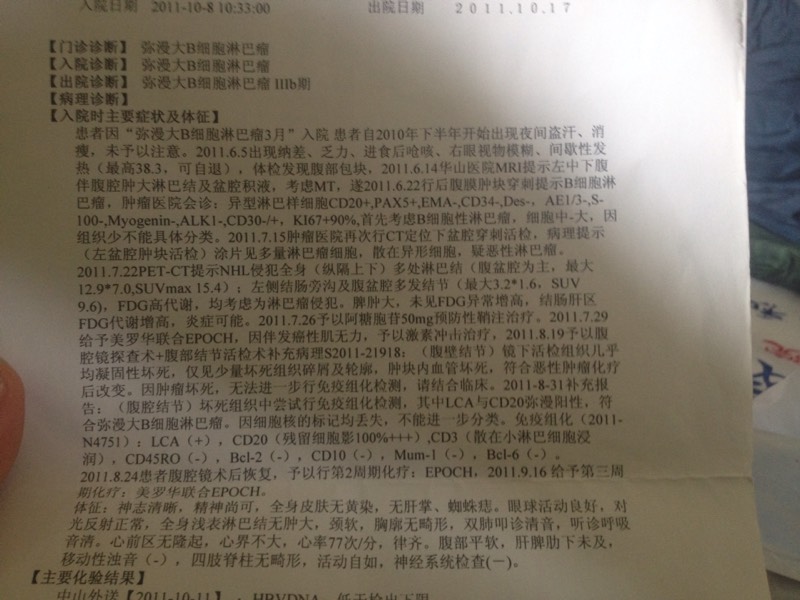 入院日期 2011-10-8 10:33:00 出院日期 2011.10.17
【门诊诊断】 弥漫大B细胞淋巴瘤
【入院诊断】 弥漫大B细胞淋巴瘤
【出院诊断】 弥漫大B细胞淋巴瘤 IIIb期
【病理诊断】
【入院时主要症状及体征】
患者因“弥漫大B细胞淋巴瘤3月”入院 患者自2010年下半年开始出现夜间盗汗、消
瘦，未予以注意。2011.6.5出现纳差、乏力、进食后呛咳、右眼视物模糊、间歇性发
热（最高38.3，可自退），体检发现腹部包块，2011.6.14华山医院MRI提示左中下腹
伴腹腔肿大淋巴结及盆腔积液，考虑MT，遂2011.6.22行后腹膜肿块穿刺提示B细胞淋
巴瘤，肿瘤医院会诊：异型淋巴样细胞CD20+,PAX5+,EMA-,CD34-,Des-，AE1/3-,S-
100-,Myogenin-,ALK1-,CD30-/+，KI67+90%,首先考虑B细胞性淋巴瘤，细胞中-大，因
组织少不能具体分类。2011.7.15肿瘤医院再次行CT定位下盆腔穿刺活检，病理提示
（左盆腔肿块活检）涂片见多量淋巴瘤细胞，散在异形细胞，疑恶性淋巴瘤。
2011.7.22PET-CT提示NHL侵犯全身（纵隔上下）多处淋巴结（腹盆腔为主，最大
12.9*7.0,SUVmax 15.4）；左侧结肠旁沟及腹盆腔多发结节（最大3.2*1.6，SUV
9.6)，FDG高代谢，均考虑为淋巴瘤侵犯。脾肿大，未见FDG异常增高，结肠肝区
FDG代谢增高，炎症可能。2011.7.26予以阿糖胞苷50mg预防性鞘注治疗。2011.7.29
给予美罗华联合EPOCH，因伴发癌性肌无力，予以激素冲击治疗，2011.8.19予以腹
腔镜探查术+腹部结节活检术补充病理S2011-21918：（腹壁结节）镜下活检组织几乎
均凝固性坏死，仅见少量坏死组织碎屑及轮廓，肿块内血管坏死，符合恶性肿瘤化疗
后改变。因肿瘤坏死，无法进一步行免疫组化检测，请结合临床。2011-8-31补充报
告：（腹腔结节）坏死组织中尝试行免疫组化检测，其中LCA与CD20弥漫阳性，符
合弥漫大B细胞淋巴瘤。因细胞核的标记均丢失，不能进一步分类。免疫组化（2011-
N4751）：LCA（+），CD20（残留细胞影100%+++）,CD3（散在小淋巴细胞浸
润），CD45RO（-），Bcl-2（-），CD10（-），Mum-1（-），Bcl-6（-）。
2011.8.24患者腹腔镜术后恢复，予以行第2周期化疗：EPOCH，2011.9.16 给予第三周
期化疗：美罗华联合EPOCH。
体征：神志清晰，精神尚可，全身皮肤无黄染，无肝掌、蜘蛛痣。眼球活动良好，对
光反射正常，全身浅表淋巴结无肿大，颈软，胸廓无畸形，双肺叩诊清音，听诊呼吸
音清。心前区无隆起，心界不大，心率77次/分，律齐。腹部平软，肝脾肋下未及，
移动性浊音（-），四肢脊柱无畸形，活动自如，神经系统检查(－)。
【主要化验结果】
中山外送【2011-10-11】：HBVDNA 低于检出下限